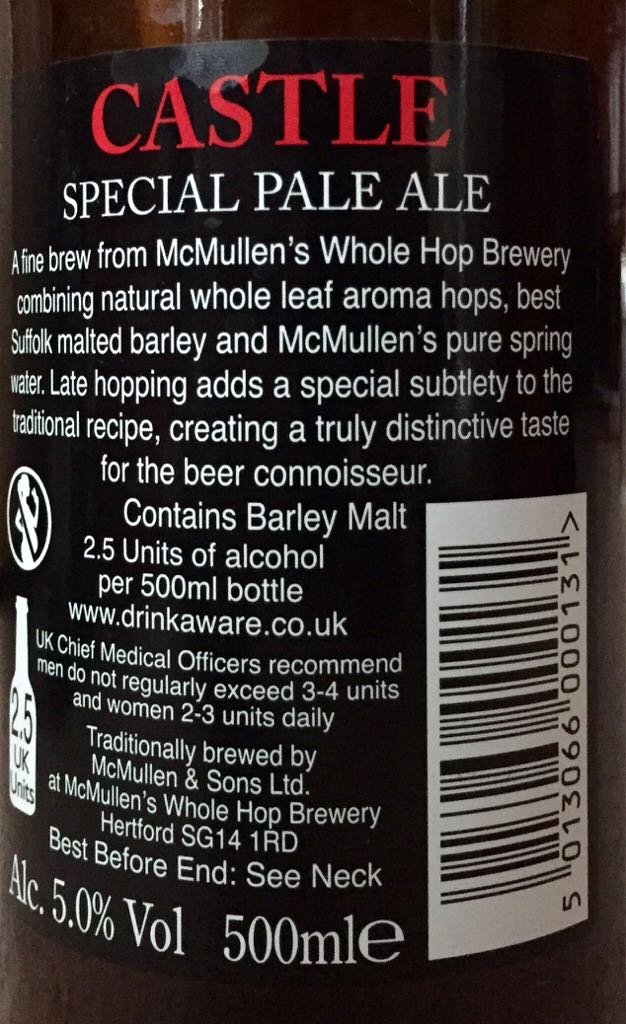 CASTLE
SPECIAL PALE ALE
A fine brew from McMullen's Whole Hop Brewery
combining natural whole leaf aroma hops, best
Suffolk malted barley and McMullen's pure spring
water. Late hopping adds a special subtlety to the
traditional recipe, creating a truly distinctive taste
for the beer connoisseur.
Contains Barley Malt
2.5 Units of alcohol
per 500ml bottle
www.drinkaware.co.uk
UK Chief Medical Officers recommend
men do not regularly exceed 3-4 units
and women 2-3 units daily
2.5
UK
Units
Traditionally brewed by
McMullen & Sons Ltd.
at McMullen's Whole Hop Brewery
Hertford SG14 1RD
Best Before End: See Neck
Alc. 5.0% Vol 500ml℮
5 013066 000131 >